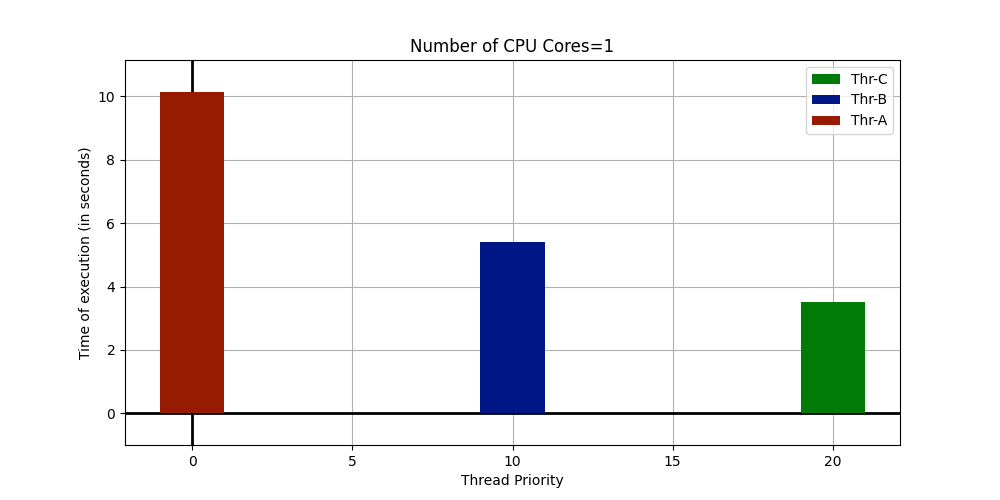 Number of CPU Cores=1
Thr-C
Thr-B
Thr-A
Time of execution (in seconds)
10
8
6
4
2
0
0
5
10
15
20
Thread Priority